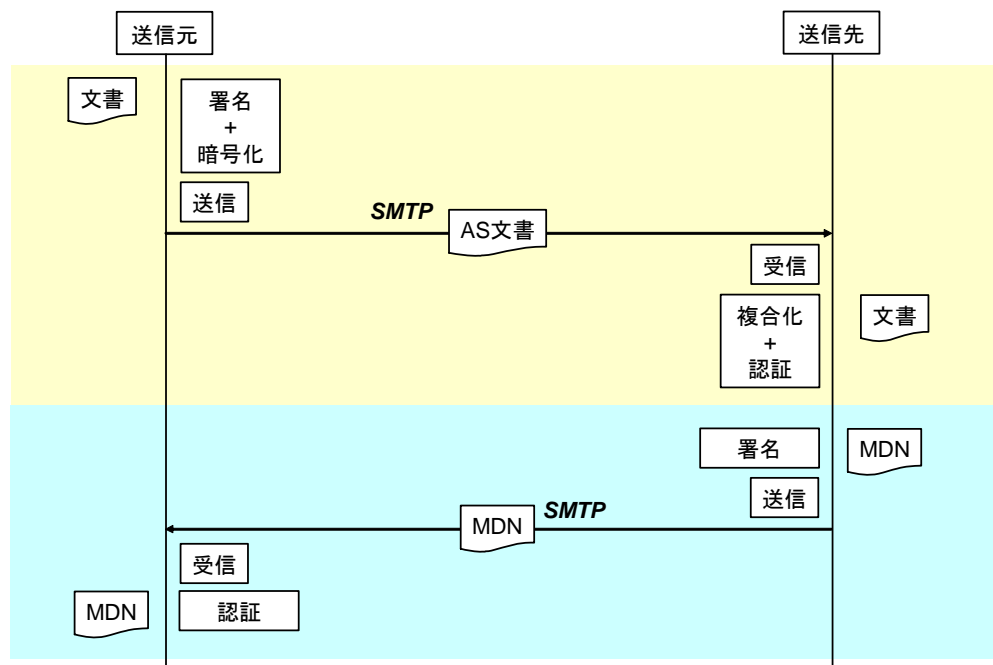 送信元
送信先
文書
署名
+
暗号化
送信
SMTP
AS文書
受信
複合化
+
認証
文書
署名
MDN
送信
SMTP
MDN
受信
MDN
認証